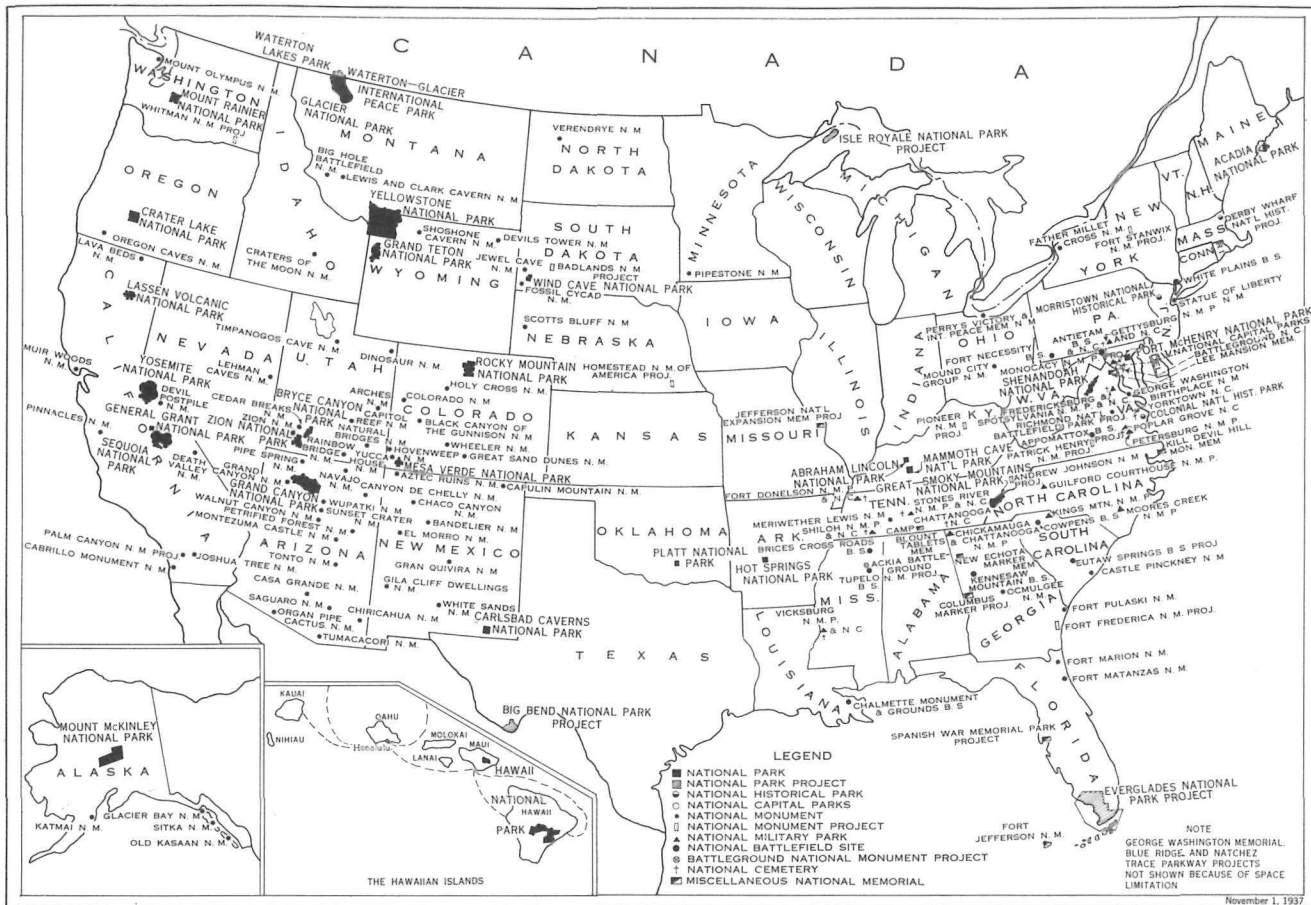 C A N A D A
WATERTON
LAKES PARK
WATERTON—GLACIER
INTERNATIONAL
PEACE PARK
GLACIER
NATIONAL PARK
MOUNT OLYMPUS N. M.
WASHINGTON
MOUNT RAINIER
NATIONAL PARK
WHITMAN N M PROJ
IDAHO
MONTANA
BIG HOLE
BATTLEFIELD
N. M.
LEWIS AND CLARK CAVERN N M
VERENDRYE N M
NORTH
DAKOTA
MINNESOTA
ISLE ROYALE NATIONAL PARK
PROJECT
WISCONSIN
MICHIGAN
MAINE
ACADIA
NATIONAL PARK
VT.
N.H.
OREGON
CRATER LAKE
NATIONAL PARK
OREGON CAVES N. M.
LAVA BEDS
N. M.
CRATERS OF
THE MOON N. M.
YELLOWSTONE
NATIONAL PARK
SHOSHONE
CAVERN N. M.
DEVILS TOWER N. M
GRAND TETON
NATIONAL
PARK
WYOMING
SOUTH
DAKOTA
JEWEL CAVE
N. M.
BADLANDS N M.
PROJECT
WIND CAVE NATIONAL PARK
FOSSIL CYCAD
N. M.
PIPESTONE N M
FATHER MILLET
CROSS N. M.
NEW
YORK
FORT STANWIX
N. M. PROJ.
MASS
CONN.
DERBY WHARF
NAT'L HIST.
PROJ.
WHITE PLAINS B. S.
STATUE OF LIBERTY
N M.
MORRISTOWN NATIONAL
HISTORICAL PARK
PA.
CALIFORNIA
LASSEN VOLCANIC
NATIONAL PARK
NEVADA
UTAH
TIMPANOGOS CAVE N. M.
LEHMAN
CAVES N. M.
DINOSAUR N. M.
SCOTTS BLUFF N M
NEBRASKA
IOWA
HOMESTEAD N. M. OF
AMERICA PROJ.
ROCKY MOUNTAIN
NATIONAL PARK
HOLY CROSS N. M.
COLORADO N. M.
COLORADO
BLACK CANYON OF
THE GUNNISON N M
WHEELER N. M.
GREAT SAND DUNES N. M.
PERRY'S VICTORY &
INT PEACE MEM N M
OHIO
INDIANA
ILLINOIS
FORT NECESSITY
B. S.
MOUND CITY
GROUP N. M.
ANTIETAM
B. S. & N. C.
GETTYSBURG N. M P
AND N C
MONOCACY N. M. P. PROJ
SHENANDOAH
NATIONAL PARK
FORT McHENRY NATIONAL PARK
NATIONAL CAPITAL PARKS
BATTLEGROUND N. C
LEE MANSION MEM.
W. VA.
VA.
GEORGE WASHINGTON
BIRTHPLACE N M
FREDERICKSBURG &
SPOTSYLVANIA N. M. P & N C
RICHMOND NAT'L
BATTLEFIELD PARK PROJ
YORKTOWN N. C
COLONIAL NAT'L HIST. PARK
POPLAR GROVE N. C
PETERSBURG N. M. P
APPOMATTOX B. S.
PATRICK HENRY
N M. PROJ
KILL DEVIL HILL
MON. MEM.
PIONEER
N. M.
PROJ
KY.
MUIR WOODS
N. M.
YOSEMITE
NATIONAL PARK
DEVIL
POSTPILE
N. M.
PINNACLES N. M.
GENERAL GRANT
NATIONAL PARK
SEQUOIA
NATIONAL
PARK
DEATH
VALLEY
N. M.
CEDAR BREAKS
N. M.
ZION
N. M.
ZION NATIONAL
PARK
BRYCE CANYON
NATIONAL
PARK
ARCHES
N. M.
CAPITOL
REEF N. M.
NATURAL
BRIDGES
N. M.
RAINBOW
BRIDGE
N. M.
YUCCA
HOUSE
N. M.
HOVENWEEP
N. M.
PIPE SPRING
N. M.
MESA VERDE NATIONAL PARK
AZTEC RUINS N. M.
CAPULIN MOUNTAIN N. M.
GRAND
CANYON N. M.
GRAND CANYON
NATIONAL PARK
NAVAJO
N. M.
CANYON DE CHELLY N. M.
CHACO CANYON
N M
WUPATKI N M
SUNSET CRATER
N M
WALNUT CANYON
N. M
PETRIFIED FOREST
N M
MONTEZUMA CASTLE N. M.
BANDELIER N. M.
EL MORRO N. M.
ARIZONA
NEW MEXICO
TONTO N. M.
GRAN QUIVIRA N. M
CASA GRANDE N. M.
GILA CLIFF DWELLINGS
N M.
SAGUARO N. M.
CHIRICAHUA N. M
WHITE SANDS
N. M.
ORGAN PIPE
CACTUS. N. M.
TUMACACORI N. M.
CARLSBAD CAVERNS
NATIONAL PARK
PALM CANYON N M PROJ
CABRILLO MONUMENT N. M.
JOSHUA
TREE N. M.
KANSAS
MISSOURI
JEFFERSON NATL
EXPANSION MEM PROJ
OKLAHOMA
PLATT NATIONAL
PARK
ARK.
HOT SPRINGS
NATIONAL PARK
TEXAS
BIG BEND NATIONAL PARK
PROJECT
ABRAHAM LINCOLN
NATIONAL PARK
MAMMOTH CAVE
NAT'L PARK
FORT DONELSON N. M P
& N. C
GREAT SMOKY MOUNTAINS
NATIONAL PARK
PROJ
ANDREW JOHNSON N M
GUILFORD COURTHOUSE N. M. P.
NORTH CAROLINA
TENN.
STONES RIVER
N M. P. & N. C
MERIWETHER LEWIS N M
SHILOH N. M. P
& N C
CHATTANOOGA
N. C
KINGS MTN. N. M. P
COWPENS B. S
MOORES CREEK
N M P
CHICKAMAUGA
& CHATTANOOGA
N. M. P
CAMP
BLOUNT
TABLETS
MEM
BRICES CROSS ROADS
B. S.
ACKIA BATTLE-
GROUND
N. M. PROJ
TUPELO
B. S.
NEW ECHOTA
MARKER
MEM
KENNESAW
MOUNTAIN B. S.
OCMULGEE
N. M.
SOUTH
CAROLINA
EUTAW SPRINGS B S PROJ
CASTLE PINCKNEY N M
COLUMBUS
MARKER PROJ.
MISS.
ALABAMA
GEORGIA
VICKSBURG
N. M. P.
& N C
LOUISIANA
CHALMETTE MONUMENT
& GROUNDS B. S
FORT PULASKI N. M.
FORT FREDERICA N. M PROJ.
FORT MARION N. M
FORT MATANZAS N. M.
FLORIDA
SPANISH WAR MEMORIAL PARK
PROJECT
EVERGLADES NATIONAL
PARK PROJECT
FORT
JEFFERSON N. M.
MOUNT McKINLEY
NATIONAL PARK
ALASKA
KATMAI N. M.
GLACIER BAY N. M.
SITKA N. M.
OLD KASAAN N. M.
KAUAI
NIHIAU
OAHU
Honolulu
MOLOKAI
LANAI
MAUI
HAWAII
NATIONAL
HAWAII
PARK
THE HAWAIIAN ISLANDS
LEGEND
NATIONAL PARK
NATIONAL PARK PROJECT
NATIONAL HISTORICAL PARK
NATIONAL CAPITAL PARKS
NATIONAL MONUMENT
NATIONAL MONUMENT PROJECT
NATIONAL MILITARY PARK
NATIONAL BATTLEFIELD SITE
BATTLEGROUND NATIONAL MONUMENT PROJECT
NATIONAL CEMETERY
MISCELLANEOUS NATIONAL MEMORIAL
NOTE
GEORGE WASHINGTON MEMORIAL.
BLUE RIDGE AND NATCHEZ
TRACE PARKWAY PROJECTS
NOT SHOWN BECAUSE OF SPACE
LIMITATION
November 1, 1937